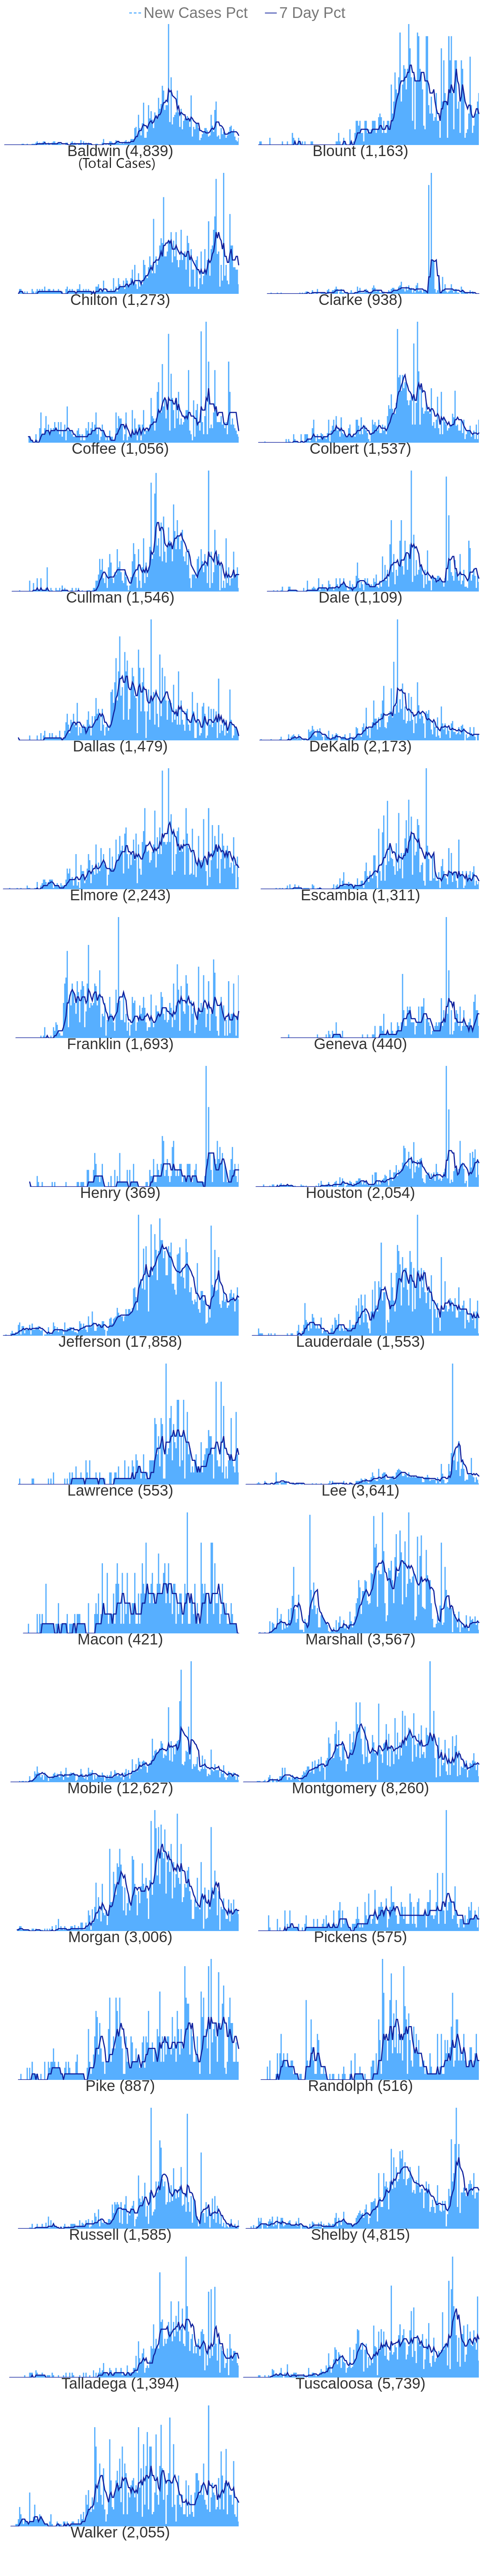 New Cases Pct 7 Day Pct
Baldwin (4,839) Blount (1,163)
(Total Cases)
Chilton (1,273) Clarke (938)
Coffee (1,056) Colbert (1,537)
Cullman (1,546) Dale (1,109)
Dallas (1,479) DeKalb (2,173)
Elmore (2,243) Escambia (1,311)
Franklin (1,693) Geneva (440)
Henry (369) Houston (2,054)
Jefferson (17,858) Lauderdale (1,553)
Lawrence (553) Lee (3,641)
Macon (421) Marshall (3,567)
Mobile (12,627) Montgomery (8,260)
Morgan (3,006) Pickens (575)
Pike (887) Randolph (516)
Russell (1,585) Shelby (4,815)
Talladega (1,394) Tuscaloosa (5,739)
Walker (2,055)